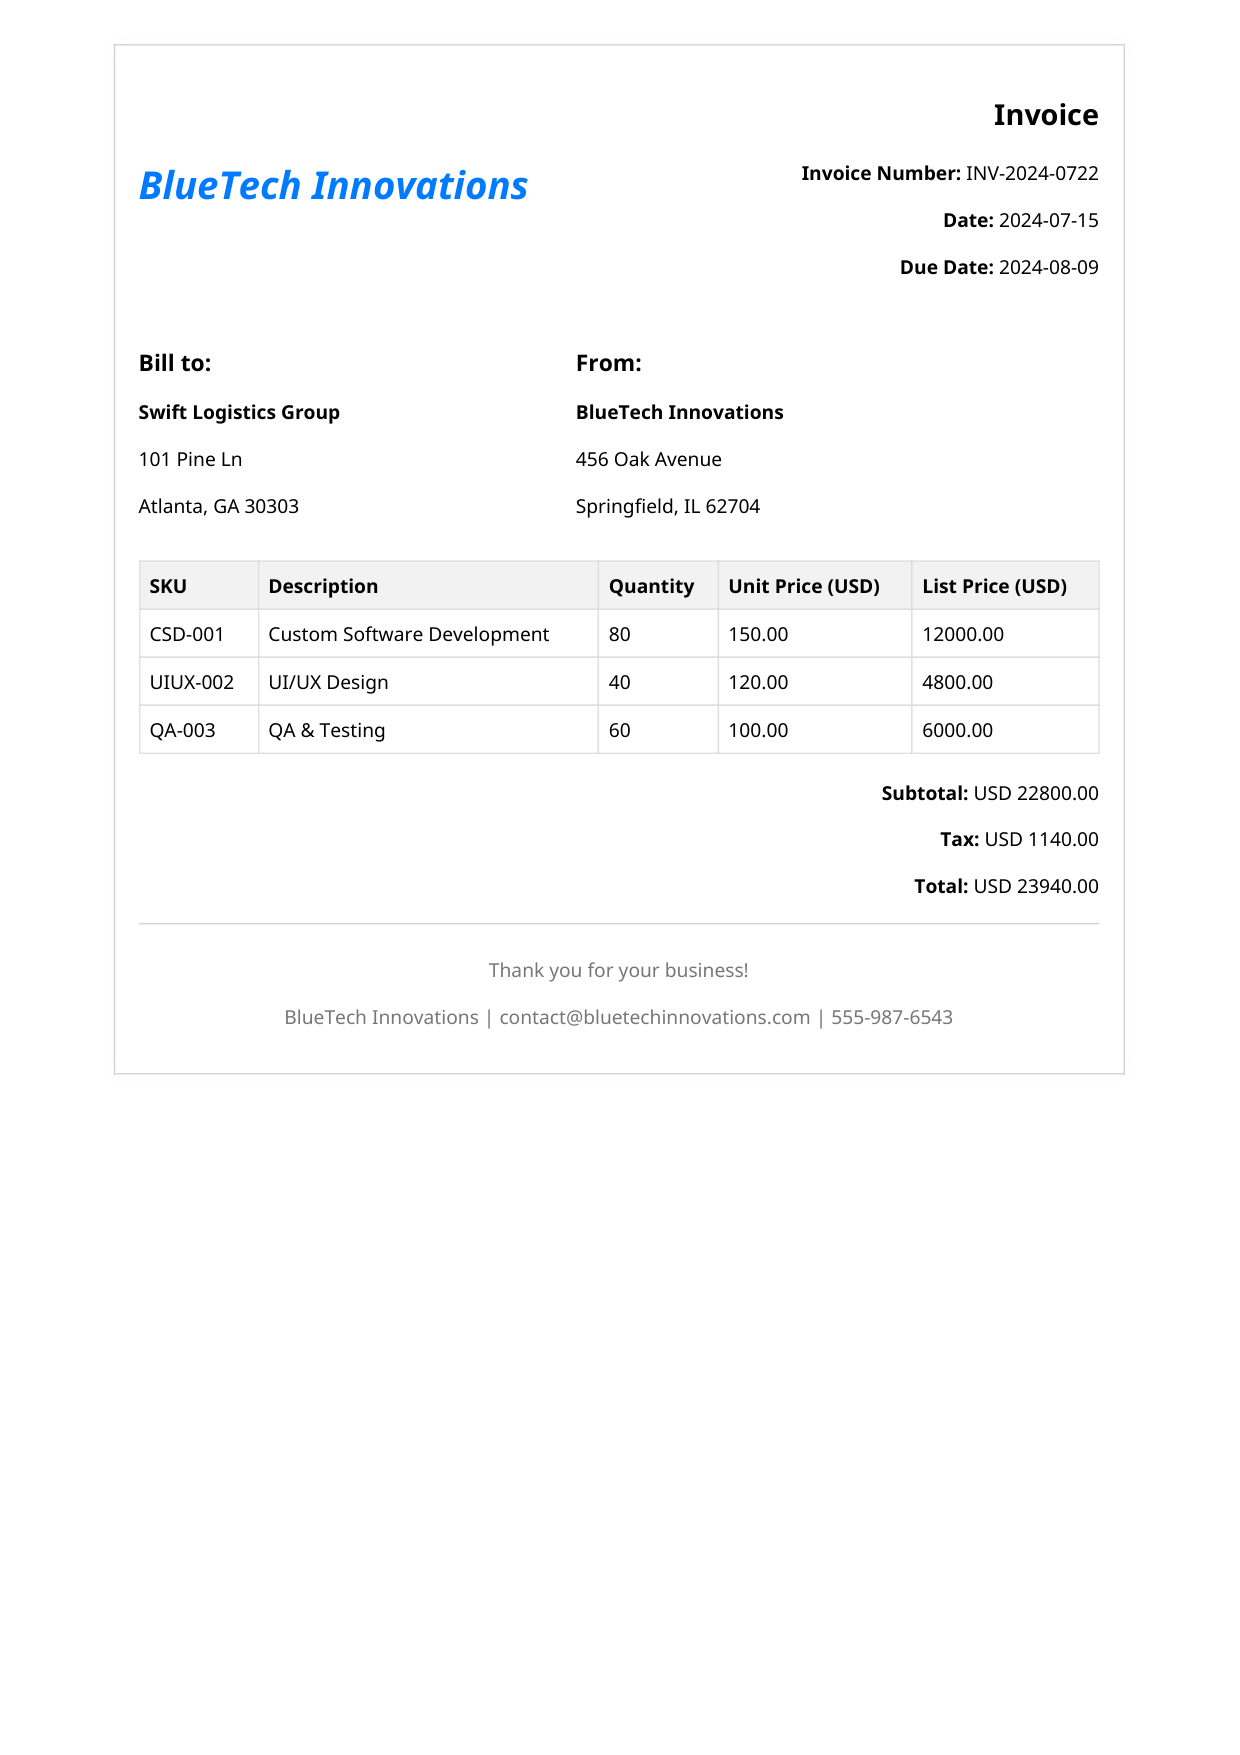 Invoice
BlueTech Innovations
Invoice Number: INV-2024-0722
Date: 2024-07-15
Due Date: 2024-08-09
Bill to:
Swift Logistics Group
101 Pine Ln
Atlanta, GA 30303
From:
BlueTech Innovations
456 Oak Avenue
Springfield, IL 62704
SKU Description Quantity Unit Price (USD) List Price (USD)
CSD-001 Custom Software Development 80 150.00 12000.00
UIUX-002 UI/UX Design 40 120.00 4800.00
QA-003 QA & Testing 60 100.00 6000.00
Subtotal: USD 22800.00
Tax: USD 1140.00
Total: USD 23940.00
Thank you for your business!
BlueTech Innovations | contact@bluetechinnovations.com | 555-987-6543